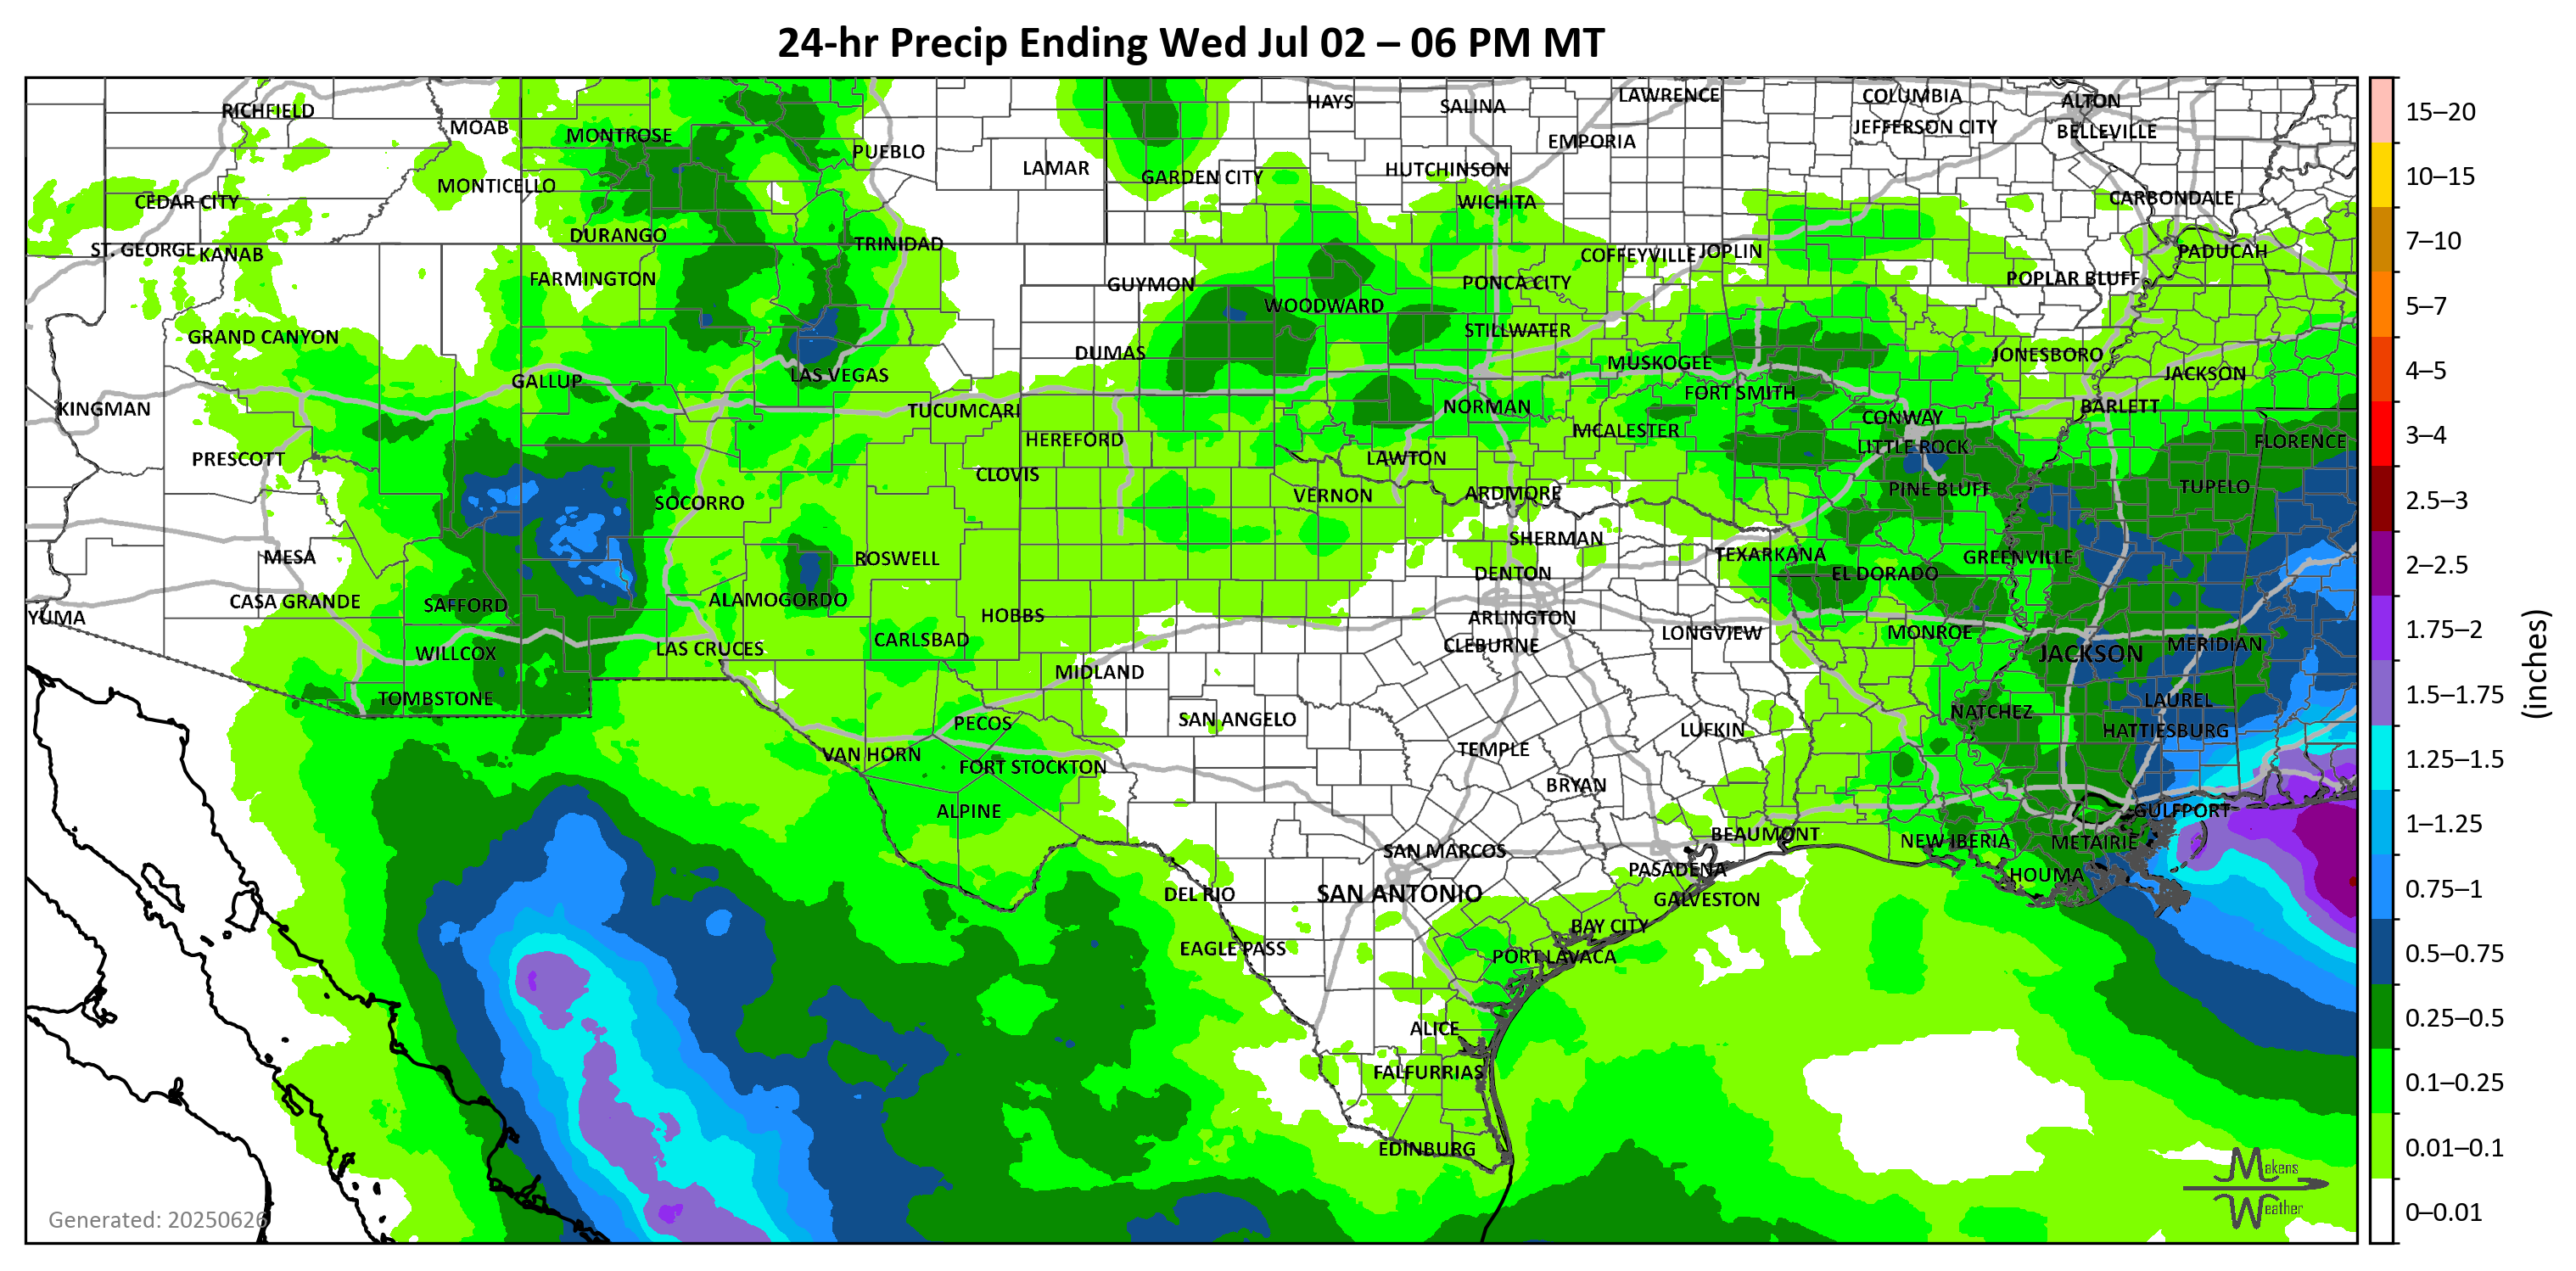 24-hr Precip Ending Wed Jul 02 – 06 PM MT
RICHFIELD
MOAB
MONTROSE
PUEBLO
LAMAR
HAYS
SALINA
LAWRENCE
COLUMBIA
ALTON
JEFFERSON CITY
BELLEVILLE
EMPORIA
HUTCHINSON
GARDEN CITY
MONTICELLO
CEDAR CITY
WICHITA
CARBONDALE
DURANGO
TRINIDAD
ST. GEORGE
KANAB
COFFEYVILLE
JOPLIN
PADUCAH
FARMINGTON
GUYMON
PONCA CITY
POPLAR BLUFF
WOODWARD
STILLWATER
GRAND CANYON
DUMAS
MUSKOGEE
JONESBORO
GALLUP
LAS VEGAS
JACKSON
FORT SMITH
KINGMAN
TUCUMCARI
NORMAN
BARLETT
CONWAY
HEREFORD
MCALESTER
LITTLE ROCK
FLORENCE
PRESCOTT
CLOVIS
LAWTON
SOCORRO
VERNON
ARDMORE
PINE BLUFF
TUPELO
SHERMAN
MESA
ROSWELL
TEXARKANA
GREENVILLE
DENTON
EL DORADO
CASA GRANDE
SAFFORD
ALAMOGORDO
YUMA
HOBBS
ARLINGTON
LONGVIEW
MONROE
WILLCOX
LAS CRUCES
CARLSBAD
CLEBURNE
JACKSON
MERIDIAN
MIDLAND
TOMBSTONE
LAUREL
PECOS
SAN ANGELO
LUFKIN
NATCHEZ
HATTIESBURG
VAN HORN
FORT STOCKTON
TEMPLE
BRYAN
ALPINE
GULFPORT
BEAUMONT
NEW IBERIA
METAIRIE
SAN MARCOS
PASADENA
HOUMA
DEL RIO
SAN ANTONIO
GALVESTON
BAY CITY
EAGLE PASS
PORT LAVACA
ALICE
FALFURRIAS
EDINBURG
Generated: 20250626
Makens
Weather
15–20
10–15
7–10
5–7
4–5
3–4
2.5–3
2–2.5
1.75–2
1.5–1.75
1.25–1.5
1–1.25
0.75–1
0.5–0.75
0.25–0.5
0.1–0.25
0.01–0.1
0–0.01
(inches)